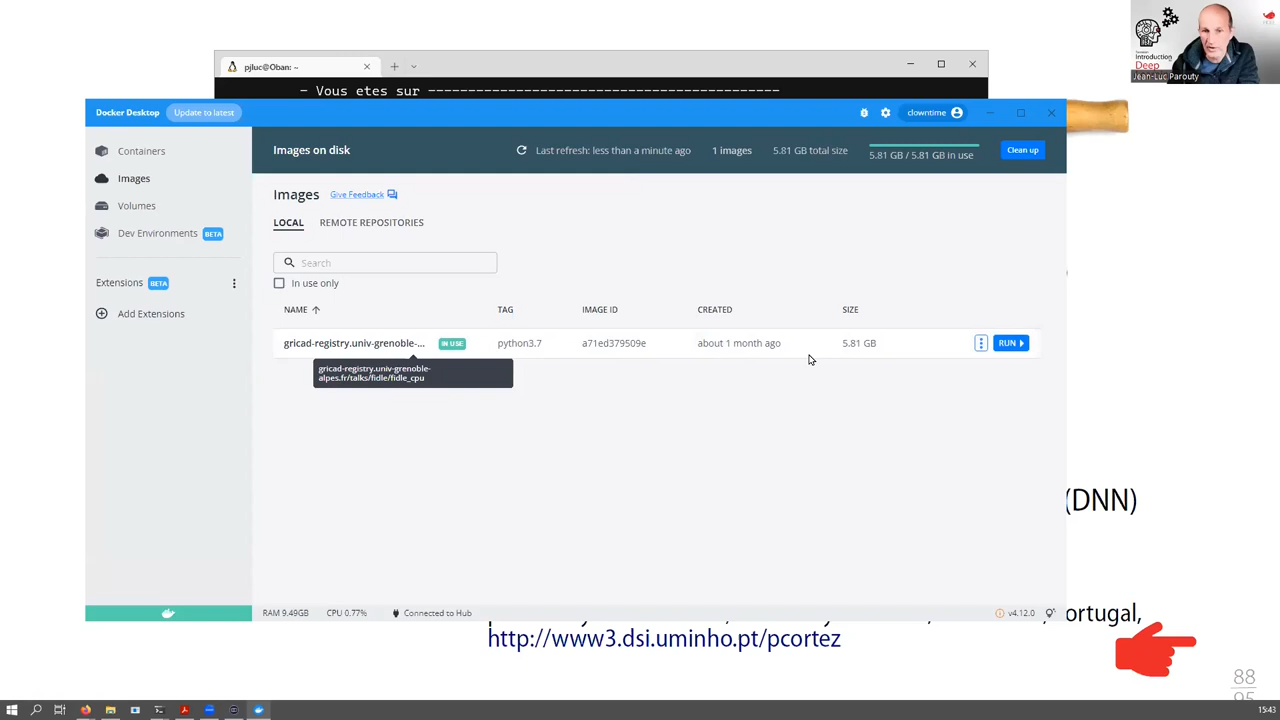 pjluc@Oban: ~
- Vous etes sur --------------------------------------------
Introduction
Deep
Jean-Luc Parouty
Docker Desktop
Update to latest
clowntime
Containers
Images
Volumes
Dev Environments BETA
Extensions BETA
Add Extensions
Images on disk
Last refresh: less than a minute ago
1 images
5.81 GB total size
5.81 GB / 5.81 GB in use
Clean up
Images
Give Feedback
LOCAL
REMOTE REPOSITORIES
Search
In use only
NAME TAG IMAGE ID CREATED SIZE
gricad-registry.univ-grenoble-... IN USE python3.7 a71ed379509e about 1 month ago 5.81 GB RUN
gricad-registry.univ-grenoble-
alpes.fr/talks/fidle/fidle_cpu
RAM 9.49GB CPU 0.77% Connected to Hub v4.12.0
(DNN)
ortugal,
http://www3.dsi.uminho.pt/pcortez
88
95
15:43